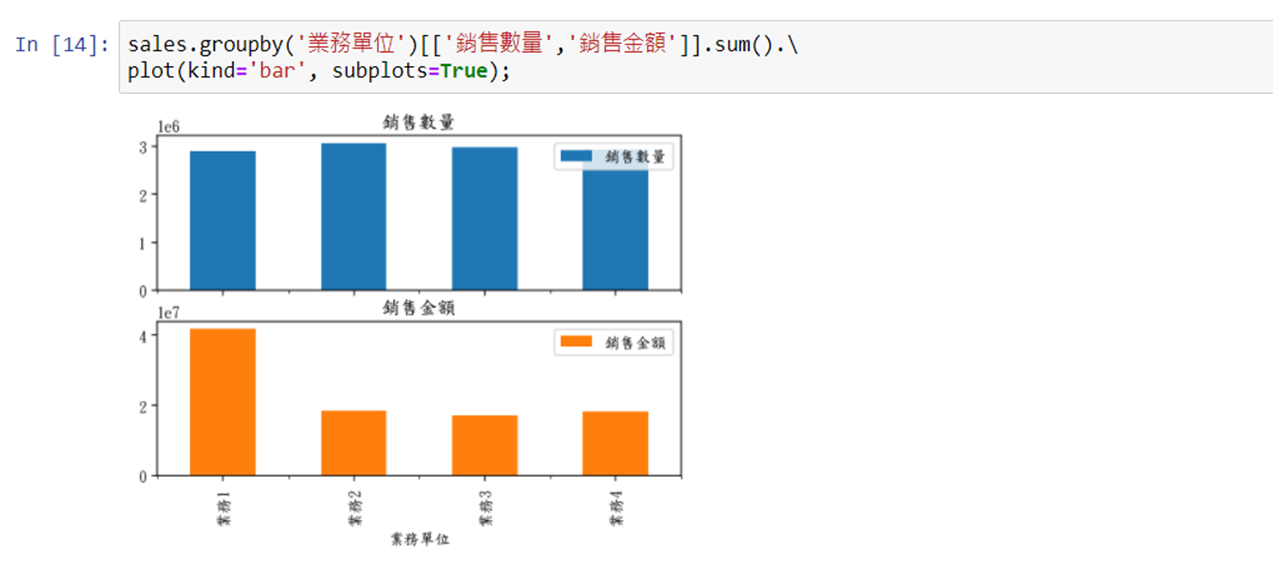 In [14]: sales.groupby('業務單位')[['銷售數量','銷售金額']].sum().\
plot(kind='bar', subplots=True);
1e6
銷售數量
銷售數量
3
2
1
0
1e7
銷售金額
銷售金額
4
2
0
業務1
業務2
業務3
業務4
業務單位